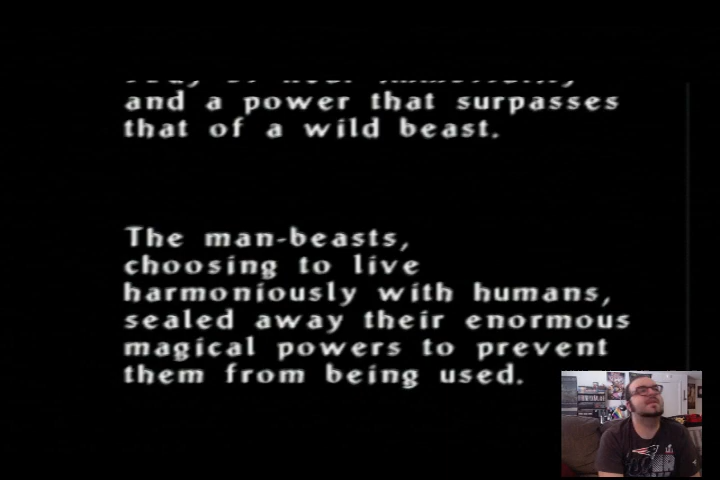 and a power that surpasses
that of a wild beast.
The man-beasts,
choosing to live
harmoniously with humans,
sealed away their enormous
magical powers to prevent
them from being used.